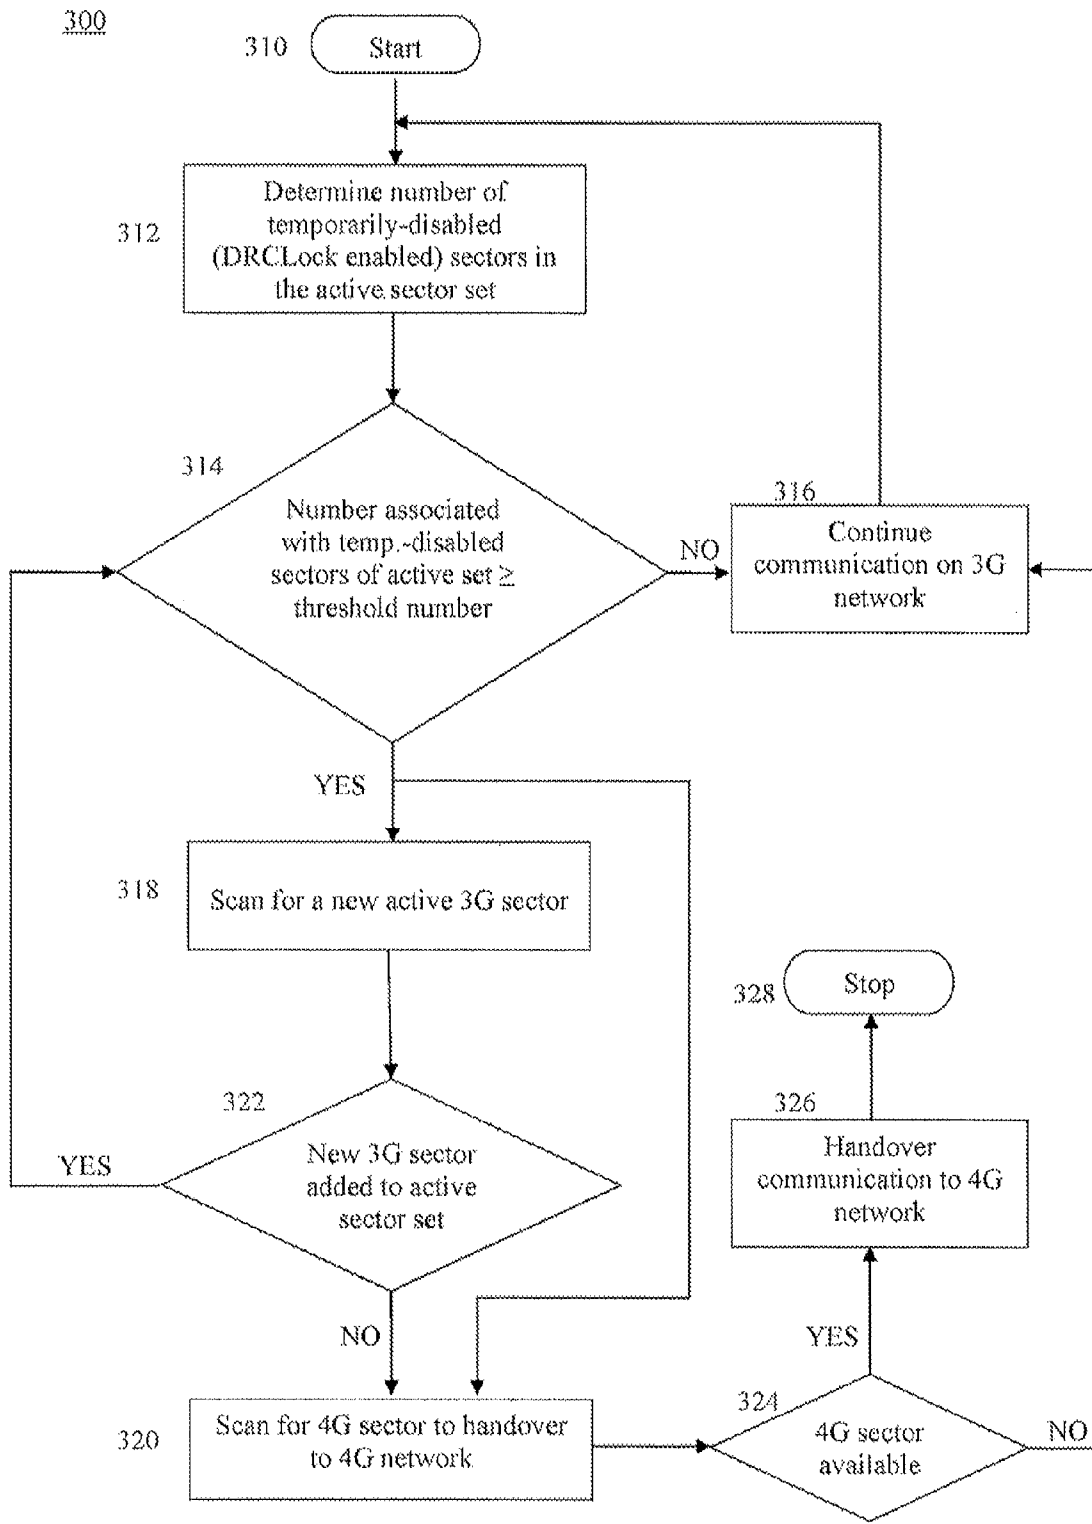 300
310
Start
312
Determine number of
temporarily-disabled
(DRCLock enabled) sectors in
the active sector set
314
Number associated
with temp.-disabled
sectors of active set ≥
threshold number
NO
316
Continue
communication on 3G
network
YES
318
Scan for a new active 3G sector
322
New 3G sector
added to active
sector set
YES
NO
320
Scan for 4G sector to handover
to 4G network
324
4G sector
available
NO
YES
326
Handover
communication to 4G
network
328
Stop